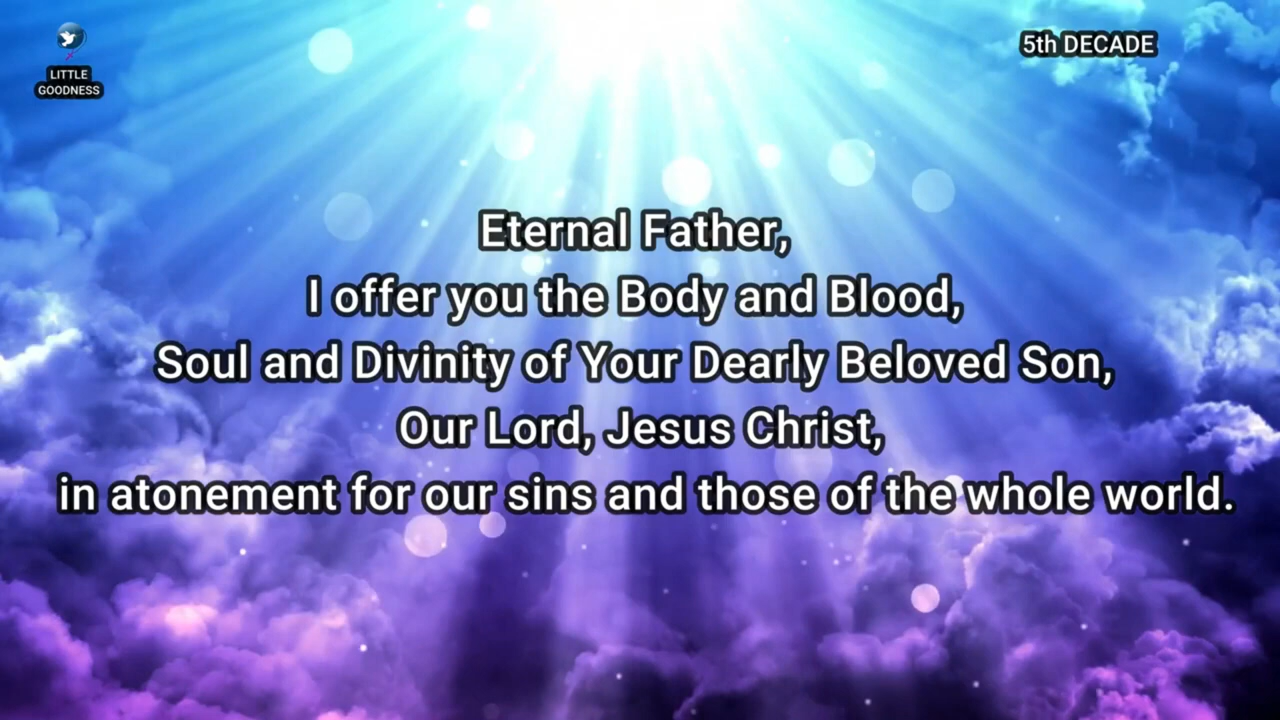 LITTLE
GOODNESS
5th DECADE
Eternal Father,
I offer you the Body and Blood,
Soul and Divinity of Your Dearly Beloved Son,
Our Lord, Jesus Christ,
in atonement for our sins and those of the whole world.